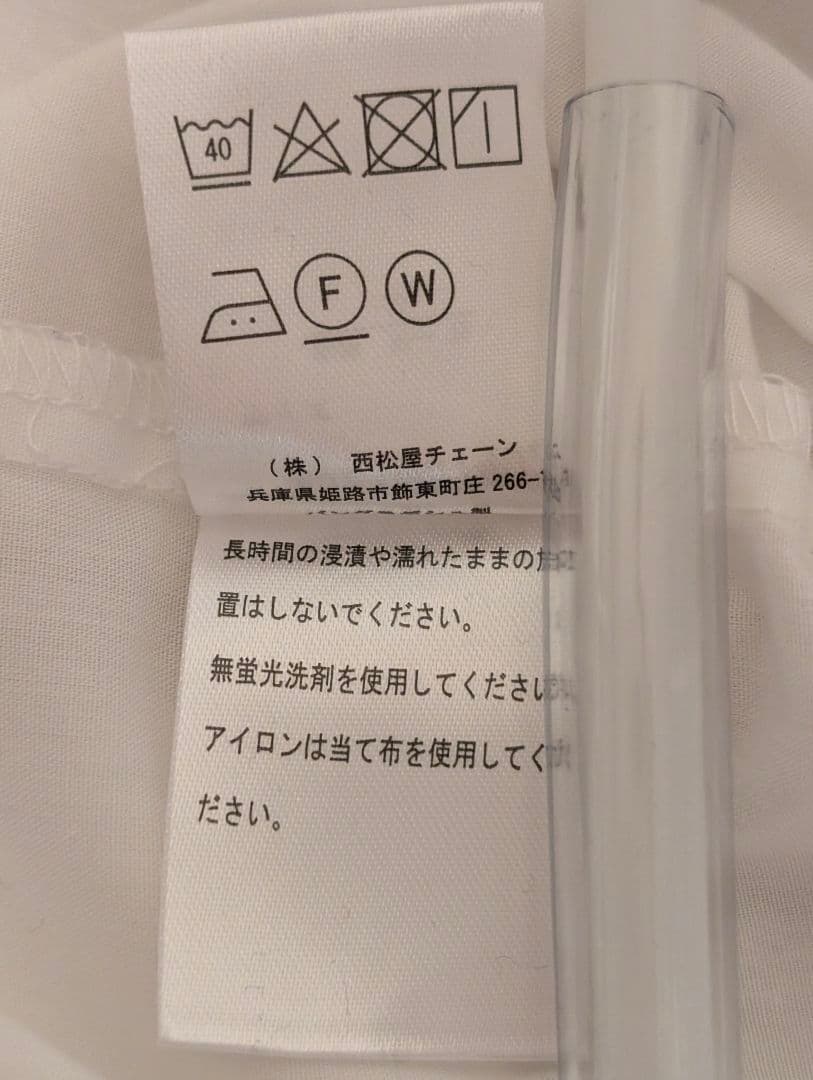 40
F W
（株） 西松屋チェーン
兵庫県姫路市飾東町庄 266-
長時間の浸漬や濡れたままの放
置はしないでください。
無蛍光洗剤を使用してください
アイロンは当て布を使用してく
ださい。